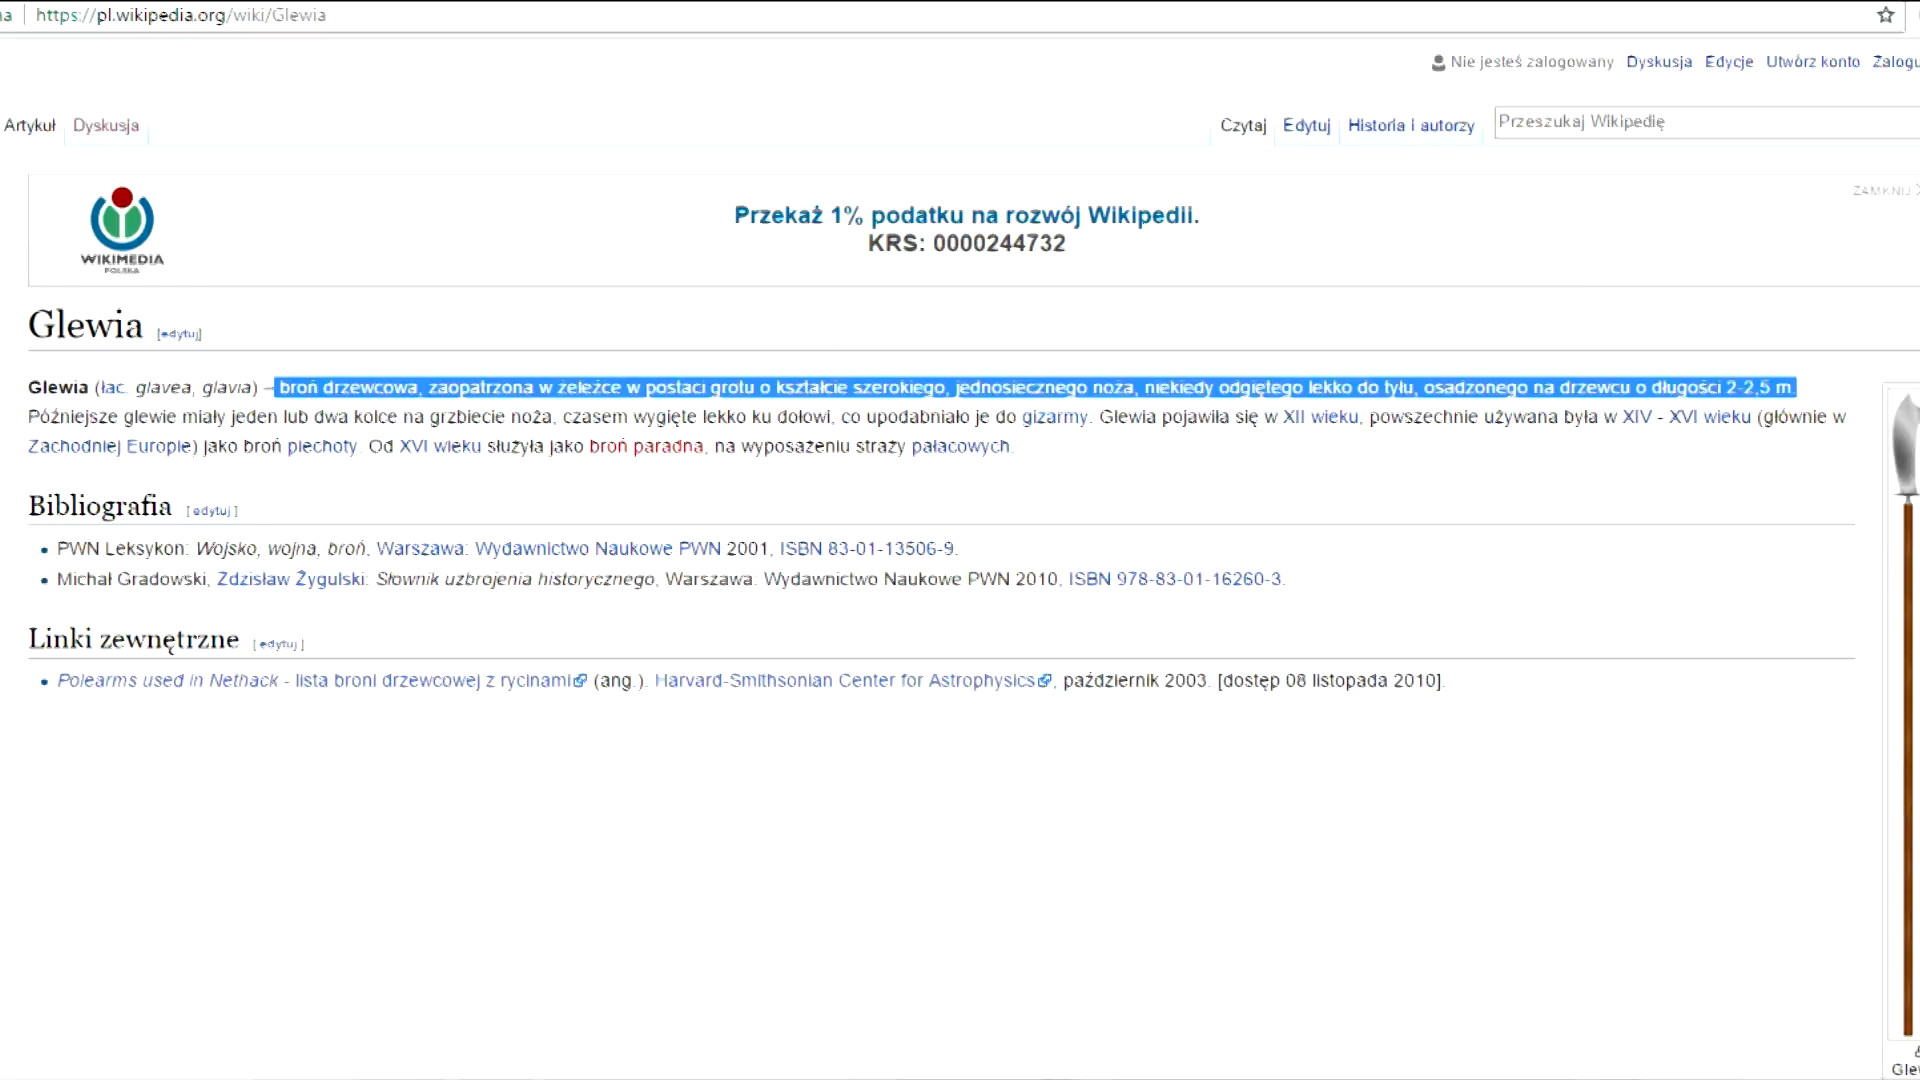 https://pl.wikipedia.org/wiki/Glewia
Nie jesteś zalogowany Dyskusja Edycje Utwórz konto Zalogu
Artykuł Dyskusja Czytaj Edytuj Historia i autorzy Przeszukaj Wikipedię
ZAMKNIJ
Przekaż 1% podatku na rozwój Wikipedii.
KRS: 0000244732
WIKIMEDIA
POLSKA
Glewia [edytuj]
Glewia (łac. glavea, glavia) – broń drzewcowa, zaopatrzona w żeleźce w postaci grotu o kształcie szerokiego, jednosiecznego noża, niekiedy odgiętego lekko do tyłu, osadzonego na drzewcu o długości 2-2,5 m.
Późniejsze glewie miały jeden lub dwa kolce na grzbiecie noża, czasem wygięte lekko ku dołowi, co upodabniało je do gizarmy. Glewia pojawiła się w XII wieku, powszechnie używana była w XIV - XVI wieku (głównie w
Zachodniej Europie) jako broń piechoty. Od XVI wieku służyła jako broń paradna, na wyposażeniu straży pałacowych.
Bibliografia [edytuj]
PWN Leksykon: Wojsko, wojna, broń, Warszawa: Wydawnictwo Naukowe PWN 2001, ISBN 83-01-13506-9.
Michał Gradowski, Zdzisław Żygulski: Słownik uzbrojenia historycznego, Warszawa: Wydawnictwo Naukowe PWN 2010, ISBN 978-83-01-16260-3.
Linki zewnętrzne [edytuj]
Polearms used in Nethack - lista broni drzewcowej z rycinami (ang.). Harvard-Smithsonian Center for Astrophysics, październik 2003. [dostęp 08 listopada 2010].
Gle